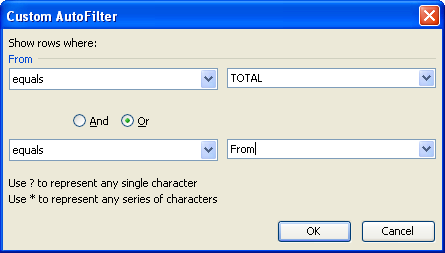 Custom AutoFilter
Show rows where:
From
equals TOTAL
And Or
equals From
Use ? to represent any single character
Use * to represent any series of characters
OK Cancel